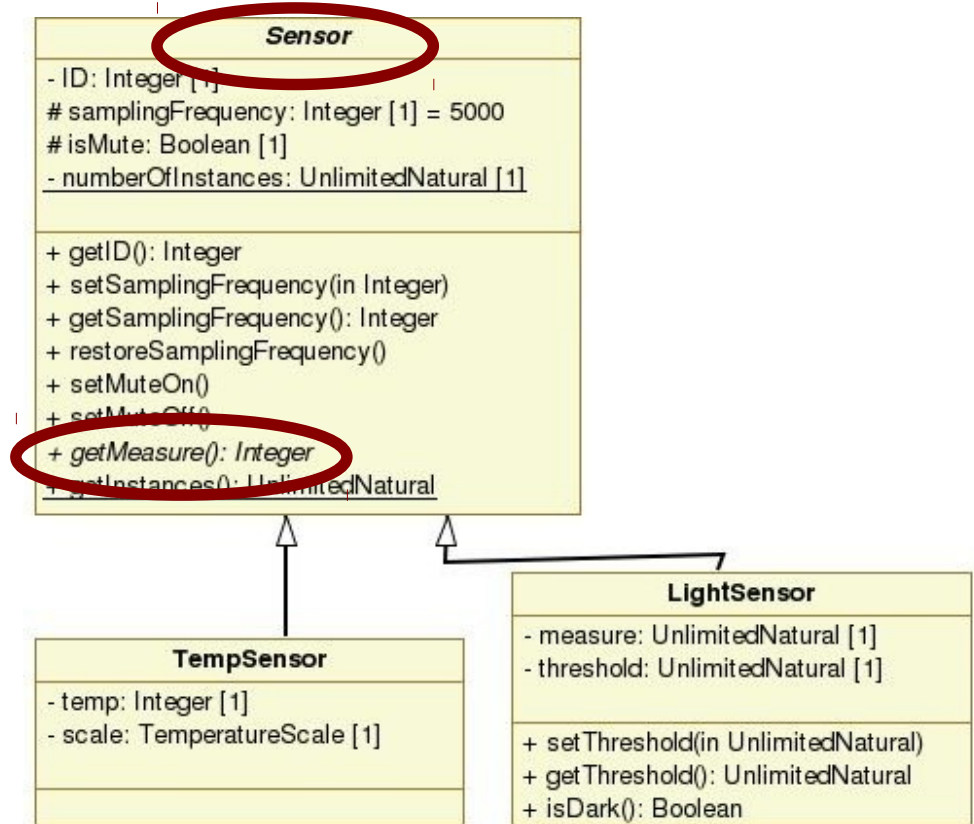 Sensor
- ID: Integer [1]
# samplingFrequency: Integer [1] = 5000
# isMute: Boolean [1]
- numberOfInstances: UnlimitedNatural [1]
+ getID(): Integer
+ setSamplingFrequency(in Integer)
+ getSamplingFrequency(): Integer
+ restoreSamplingFrequency()
+ setMuteOn()
+ setMuteOff()
+ getMeasure(): Integer
+ getInstances(): UnlimitedNatural
TempSensor
- temp: Integer [1]
- scale: TemperatureScale [1]
LightSensor
- measure: UnlimitedNatural [1]
- threshold: UnlimitedNatural [1]
+ setThreshold(in UnlimitedNatural)
+ getThreshold(): UnlimitedNatural
+ isDark(): Boolean